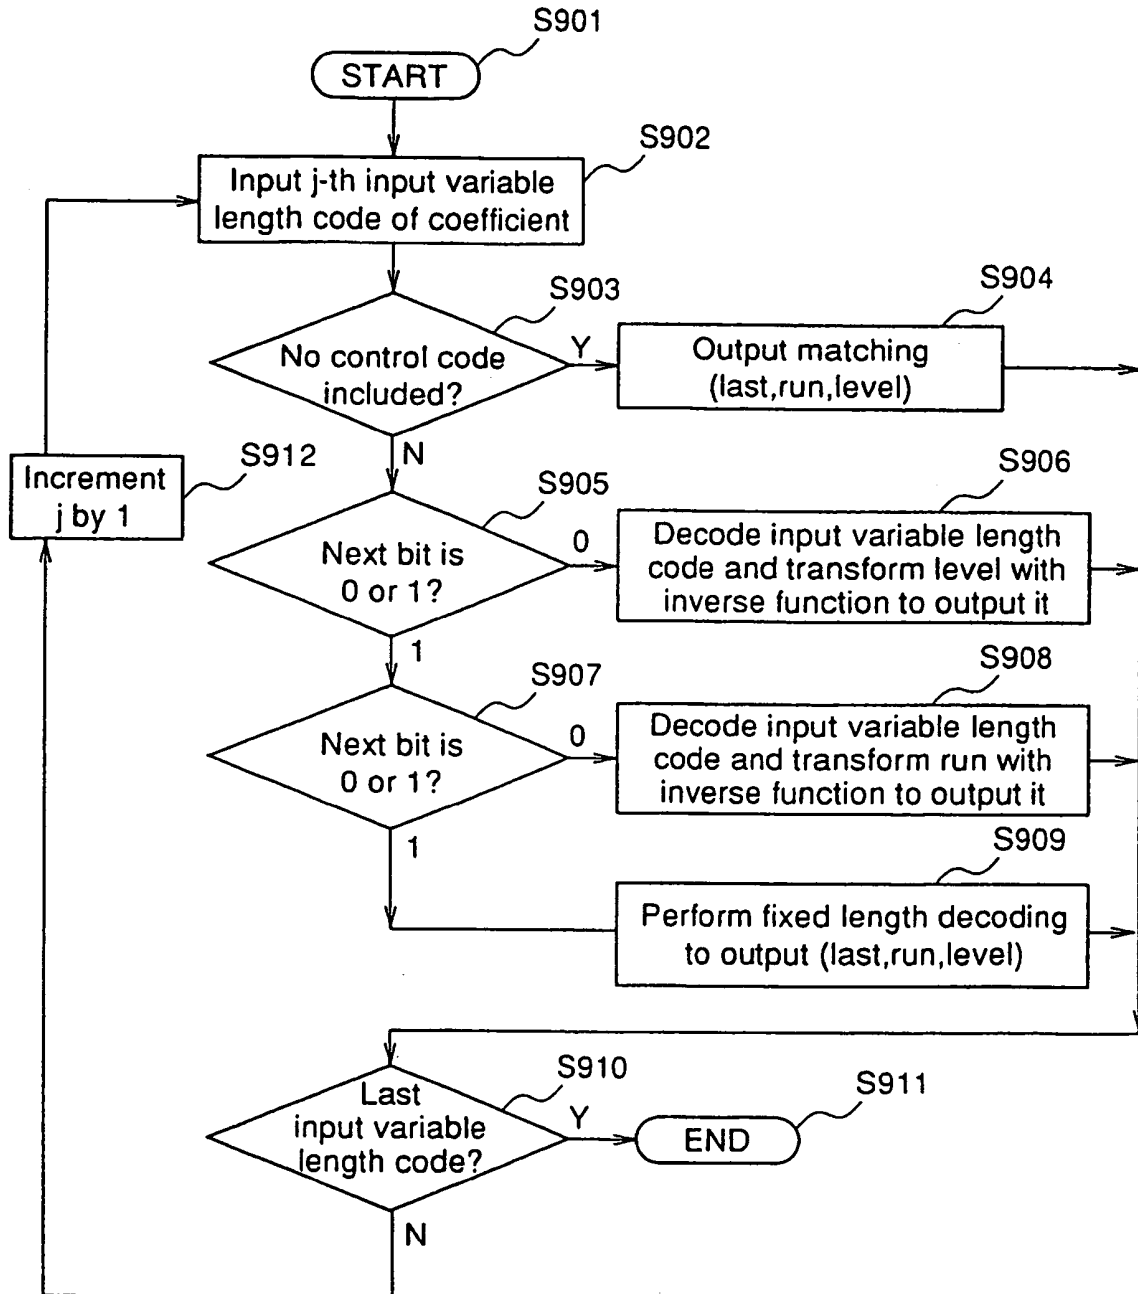 S901
START
S902
Input j-th input variable
length code of coefficient
S903
No control code
included?
Y
N
S904
Output matching
(last,run,level)
S912
Increment
j by 1
S905
Next bit is
0 or 1?
0
1
S906
Decode input variable length
code and transform level with
inverse function to output it
S907
Next bit is
0 or 1?
0
1
S908
Decode input variable length
code and transform run with
inverse function to output it
S909
Perform fixed length decoding
to output (last,run,level)
S910
Last
input variable
length code?
Y
N
S911
END